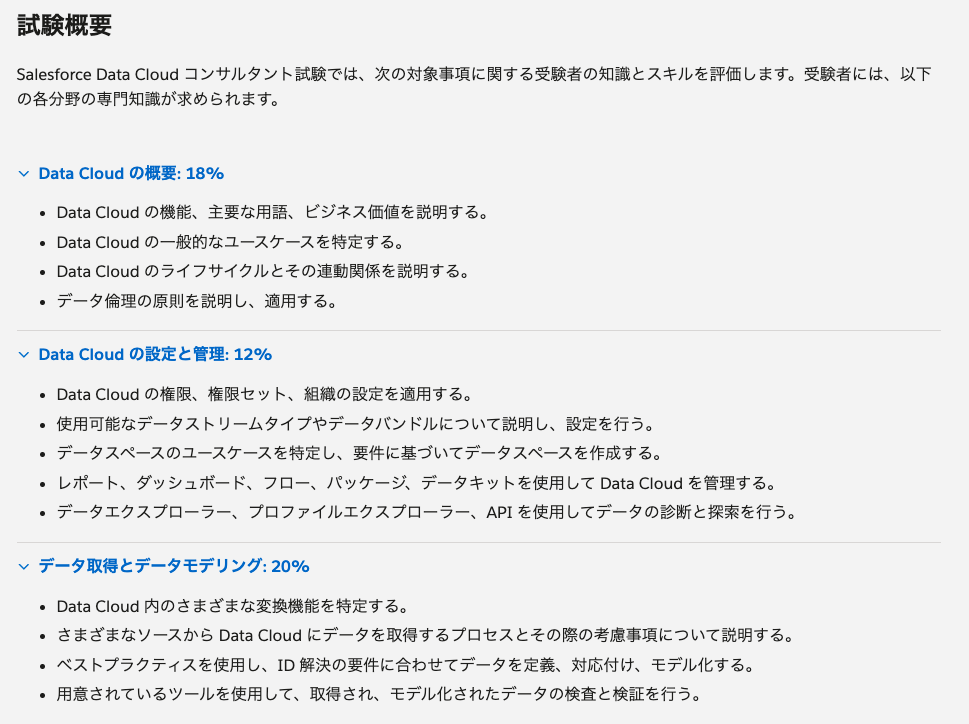 試験概要
Salesforce Data Cloud コンサルタント試験では、次の対象事項に関する受験者の知識とスキルを評価します。受験者には、以下
の各分野の専門知識が求められます。
Data Cloud の概要: 18%
• Data Cloud の機能、主要な用語、ビジネス価値を説明する。
• Data Cloud の一般的なユースケースを特定する。
• Data Cloud のライフサイクルとその連動関係を説明する。
• データ倫理の原則を説明し、適用する。
Data Cloud の設定と管理: 12%
• Data Cloud の権限、権限セット、組織の設定を適用する。
• 使用可能なデータストリームタイプやデータバンドルについて説明し、設定を行う。
• データスペースのユースケースを特定し、要件に基づいてデータスペースを作成する。
• レポート、ダッシュボード、フロー、パッケージ、データキットを使用して Data Cloud を管理する。
• データエクスプローラー、プロファイルエクスプローラー、API を使用してデータの診断と探索を行う。
データ取得とデータモデリング: 20%
• Data Cloud 内のさまざまな変換機能を特定する。
• さまざまなソースから Data Cloud にデータを取得するプロセスとその際の考慮事項について説明する。
• ベストプラクティスを使用し、ID 解決の要件に合わせてデータを定義、対応付け、モデル化する。
• 用意されているツールを使用して、取得され、モデル化されたデータの検査と検証を行う。